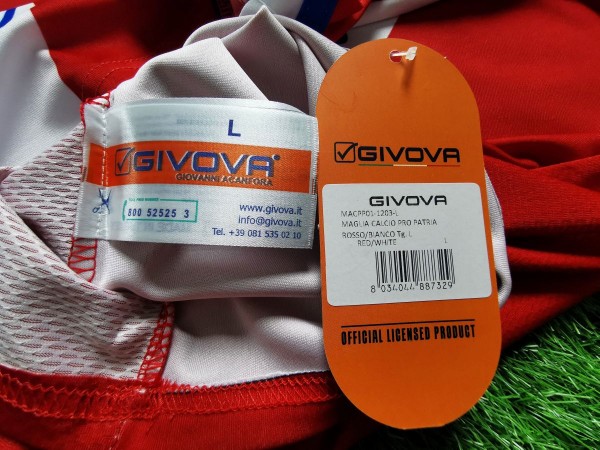 L
GIVOVA®
GIOVANNI ACANFORA
800 52525 3
www.givova.it
info@givova.it
Tel. +39 081 535 02 10
GIVOVA
GIVOVA
MACPP01-1203-L
MAGLIA CALCIO PRO PATRIA
ROSSO/BIANCO Tg. L
RED/WHITE 1
8 034044 887329
OFFICIAL LICENSED PRODUCT